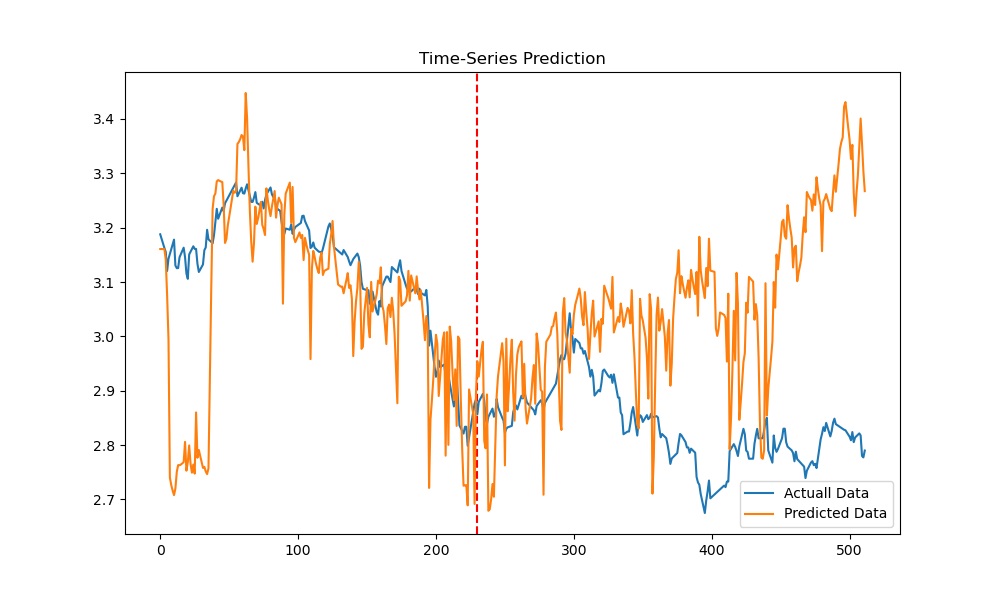 Time-Series Prediction
3.4
3.3
3.2
3.1
3.0
2.9
2.8
2.7
0 100 200 300 400 500
Actuall Data
Predicted Data